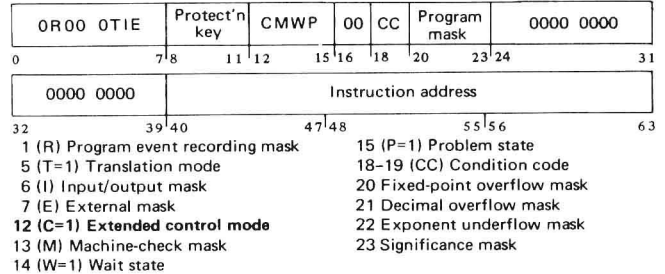 0R00 0TIE Protect'n key CMWP 00 CC Program mask 0000 0000
0 7 8 11 12 15 16 18 20 23 24 31
0000 0000 Instruction address
32 39 40 47 48 55 56 63
1 (R) Program event recording mask
5 (T=1) Translation mode
6 (I) Input/output mask
7 (E) External mask
12 (C=1) Extended control mode
13 (M) Machine-check mask
14 (W=1) Wait state
15 (P=1) Problem state
18-19 (CC) Condition code
20 Fixed-point overflow mask
21 Decimal overflow mask
22 Exponent underflow mask
23 Significance mask